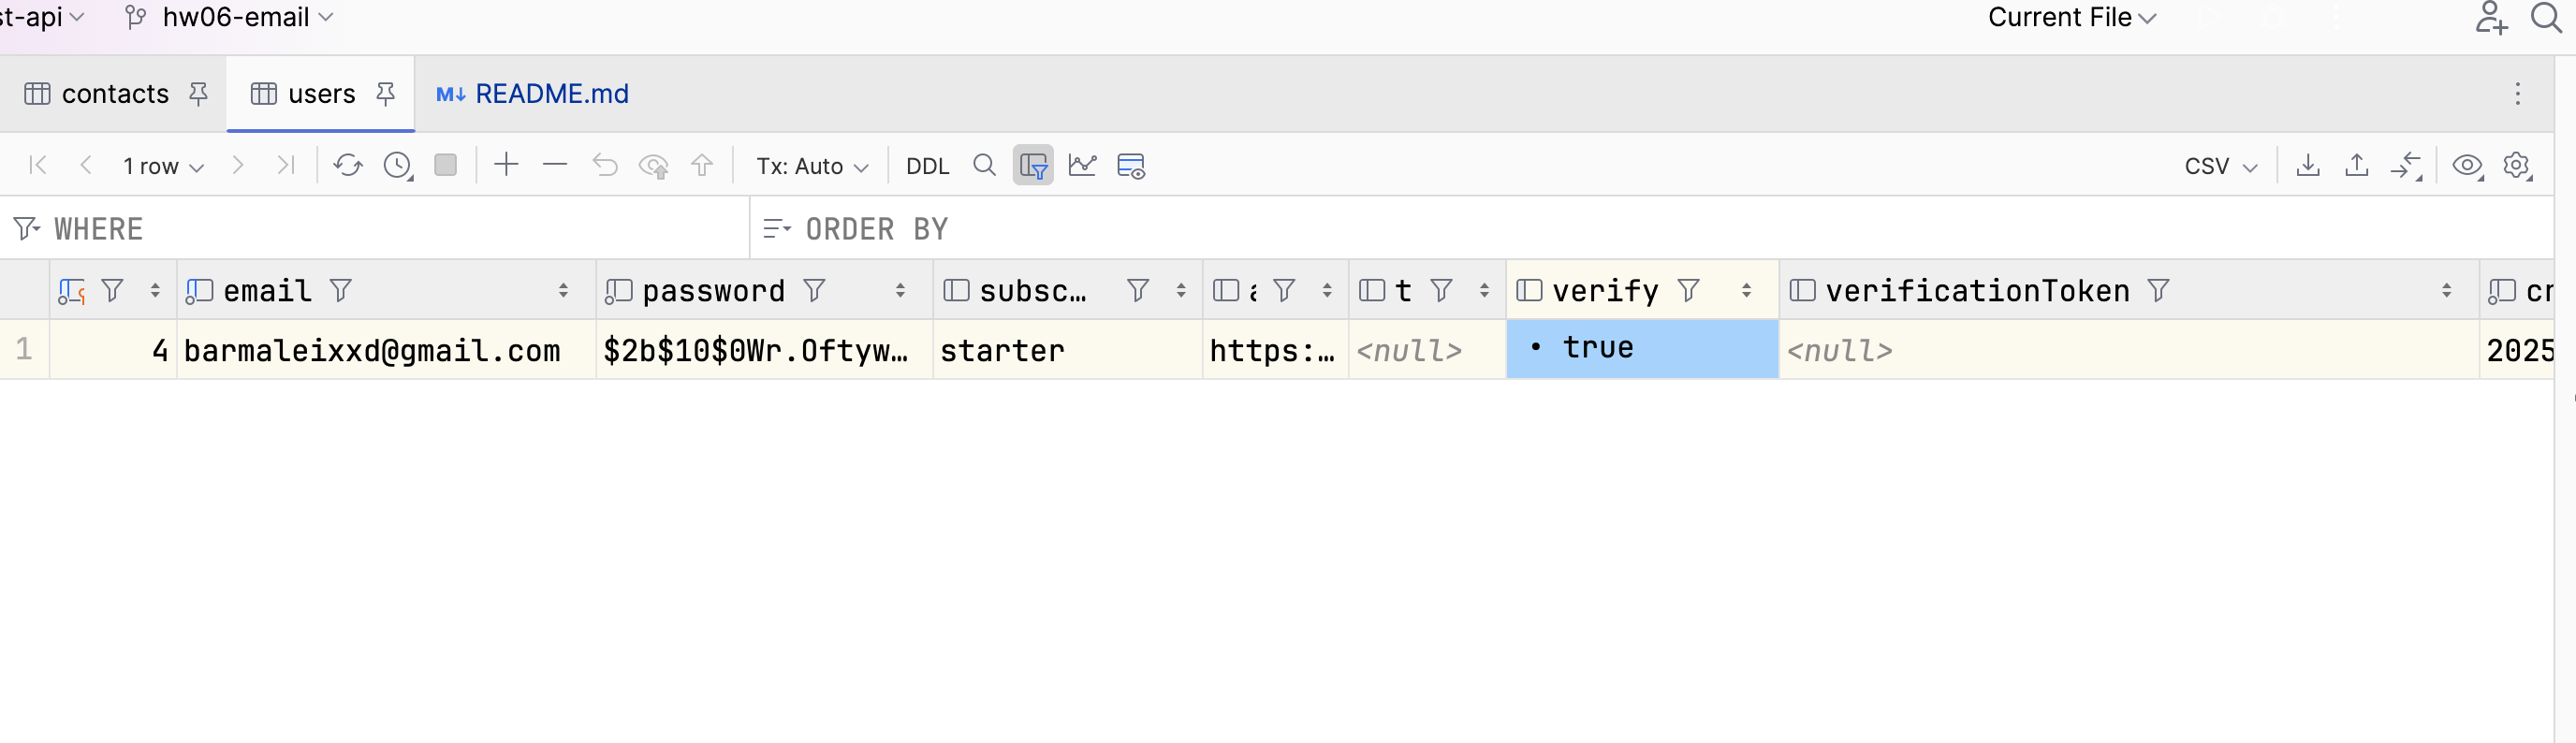 st-api hw06-email Current File
contacts users M↓ README.md
1 row Tx: Auto DDL CSV
WHERE ORDER BY
email password subsc… t verify verificationToken cr
1 4 barmaleixxd@gmail.com $2b$10$0Wr.Oftyw… starter https:… <null> • true <null> 2025